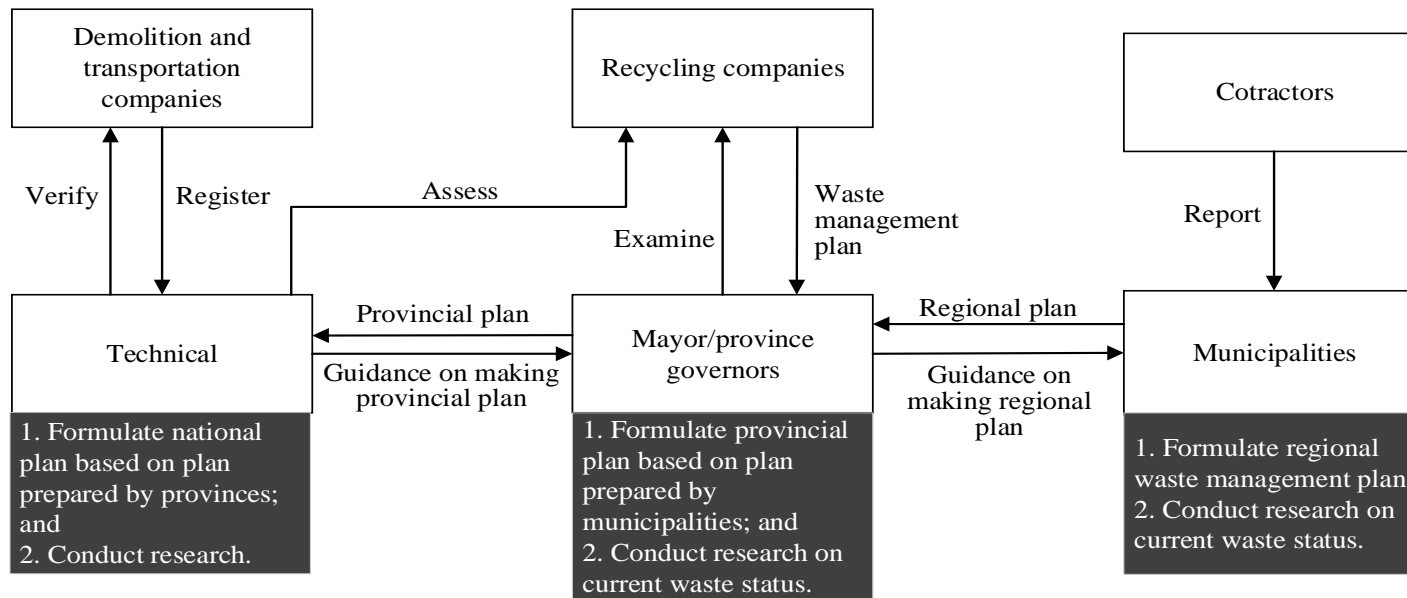 Demolition and
transportation
companies
Recycling companies
Cotractors
Verify
Register
Assess
Examine
Waste
management
plan
Report
Technical
Provincial plan
Guidance on making
provincial plan
Mayor/province
governors
Regional plan
Guidance on
making regional
plan
Municipalities
1. Formulate national
plan based on plan
prepared by provinces;
and
2. Conduct research.
1. Formulate provincial
plan based on plan
prepared by
municipalities; and
2. Conduct research on
current waste status.
1. Formulate regional
waste management plan
2. Conduct research on
current waste status.